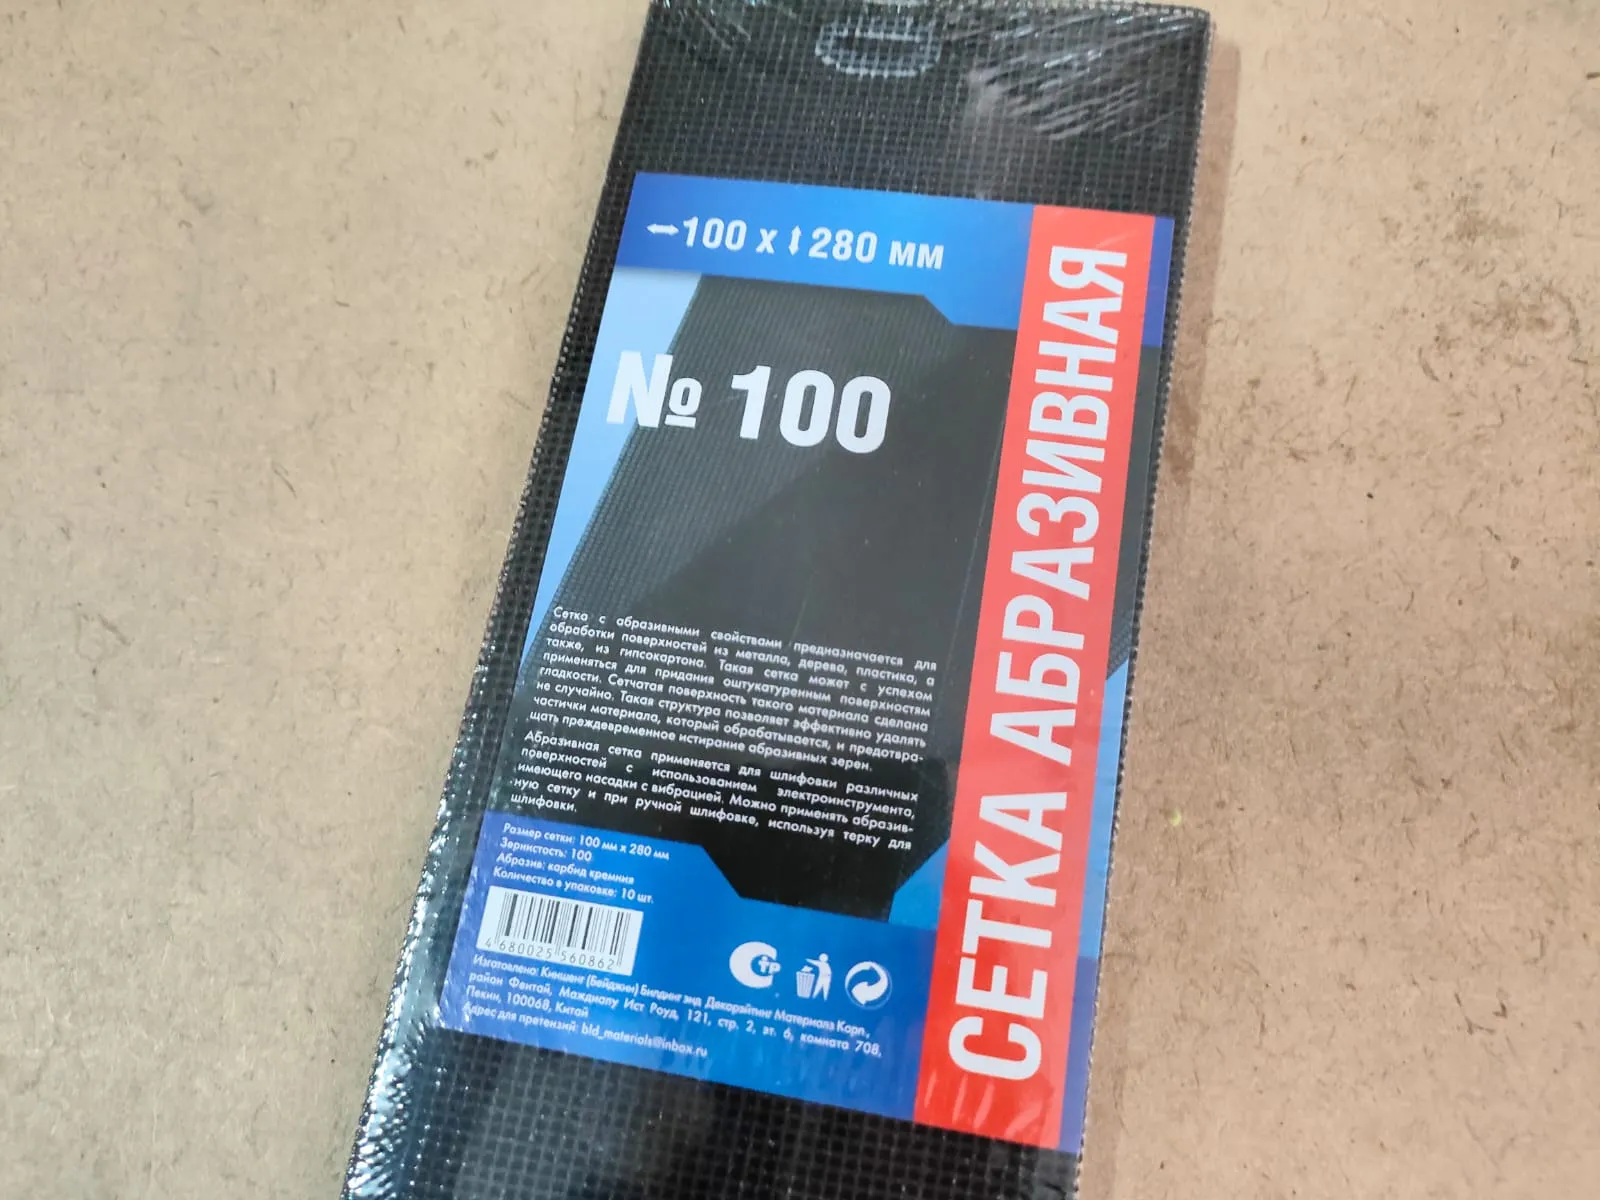 100 х 280 мм
№ 100
СЕТКА АБРАЗИВНАЯ
Сетка с абразивными свойствами предназначается для
обработки поверхностей из металла, дерева, пластика, а
также, из гипсокартона. Такая сетка может с успехом
применяться для придания оштукатуренным поверхностям
гладкости. Сетчатая поверхность такого материала сделана
не случайно. Такая структура позволяет эффективно удалять
частички материала, который обрабатывается, и предотвра-
щать преждевременное истирание абразивных зерен.
Абразивная сетка применяется для шлифовки различных
поверхностей с использованием электроинструмента,
имеющего насадки с вибрацией. Можно применять абразив-
ную сетку и при ручной шлифовке, используя терку для
шлифовки.
Размер сетки: 100 мм х 280 мм
Зернистость: 100
Абразив: карбид кремния
Количество в упаковке: 10 шт.
4 680025 560862
Изготовлено: Киншенг (Бейджин) Билдинг энд Декорэйтинг Материалз Корп.,
район Фентай, Мажднапу Ист Роуд, 121, стр. 2, эт. 6, комната 708,
Пекин, 100068, Китай
Адрес для претензий: bld_materials@inbox.ru